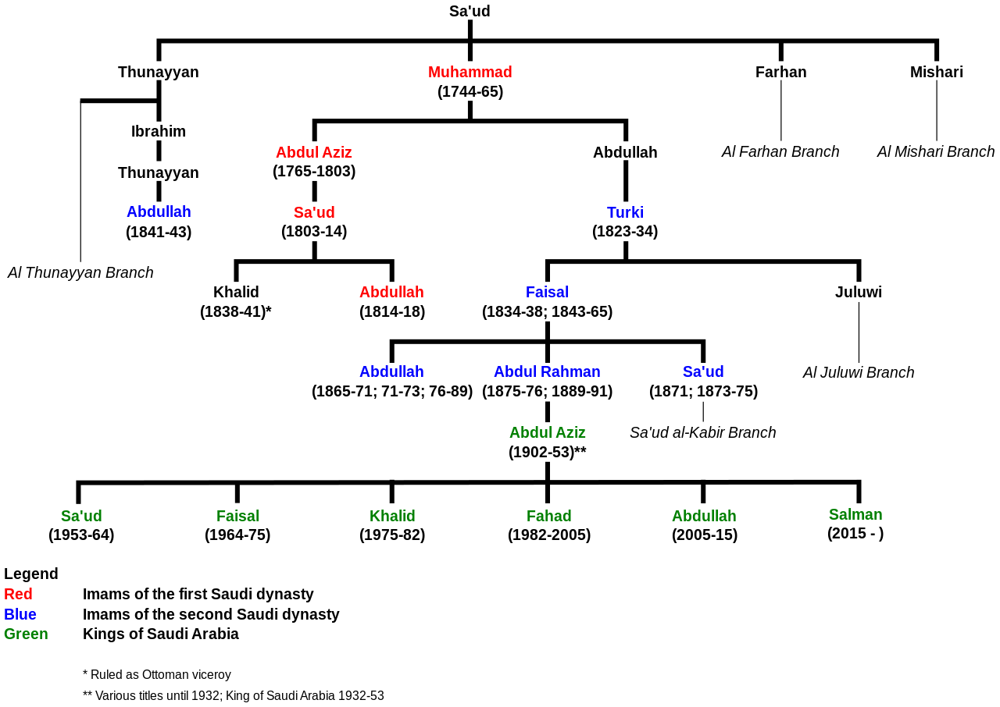 Sa'ud
Thunayyan
Muhammad
(1744-65)
Farhan
Mishari
Ibrahim
Abdul Aziz
(1765-1803)
Abdullah
Al Farhan Branch
Al Mishari Branch
Thunayyan
Abdullah
(1841-43)
Sa'ud
(1803-14)
Turki
(1823-34)
Al Thunayyan Branch
Khalid
(1838-41)*
Abdullah
(1814-18)
Faisal
(1834-38; 1843-65)
Juluwi
Abdullah
(1865-71; 71-73; 76-89)
Abdul Rahman
(1875-76; 1889-91)
Sa'ud
(1871; 1873-75)
Al Juluwi Branch
Abdul Aziz
(1902-53)**
Sa'ud al-Kabir Branch
Sa'ud
(1953-64)
Faisal
(1964-75)
Khalid
(1975-82)
Fahad
(1982-2005)
Abdullah
(2005-15)
Salman
(2015 - )
Legend
Red Imams of the first Saudi dynasty
Blue Imams of the second Saudi dynasty
Green Kings of Saudi Arabia
* Ruled as Ottoman viceroy
** Various titles until 1932; King of Saudi Arabia 1932-53